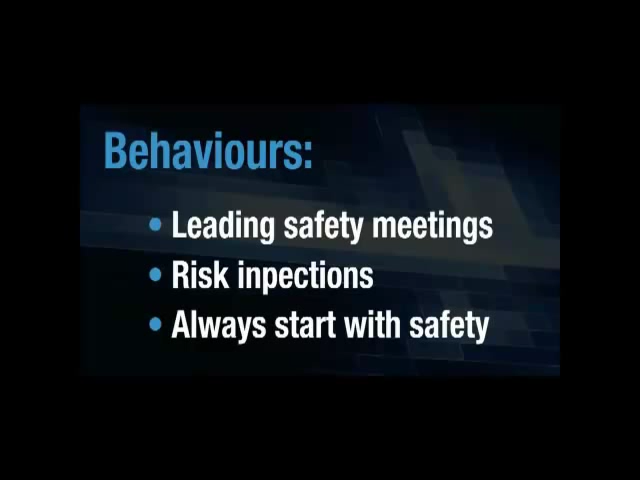 Behaviours:
• Leading safety meetings
• Risk inpections
• Always start with safety